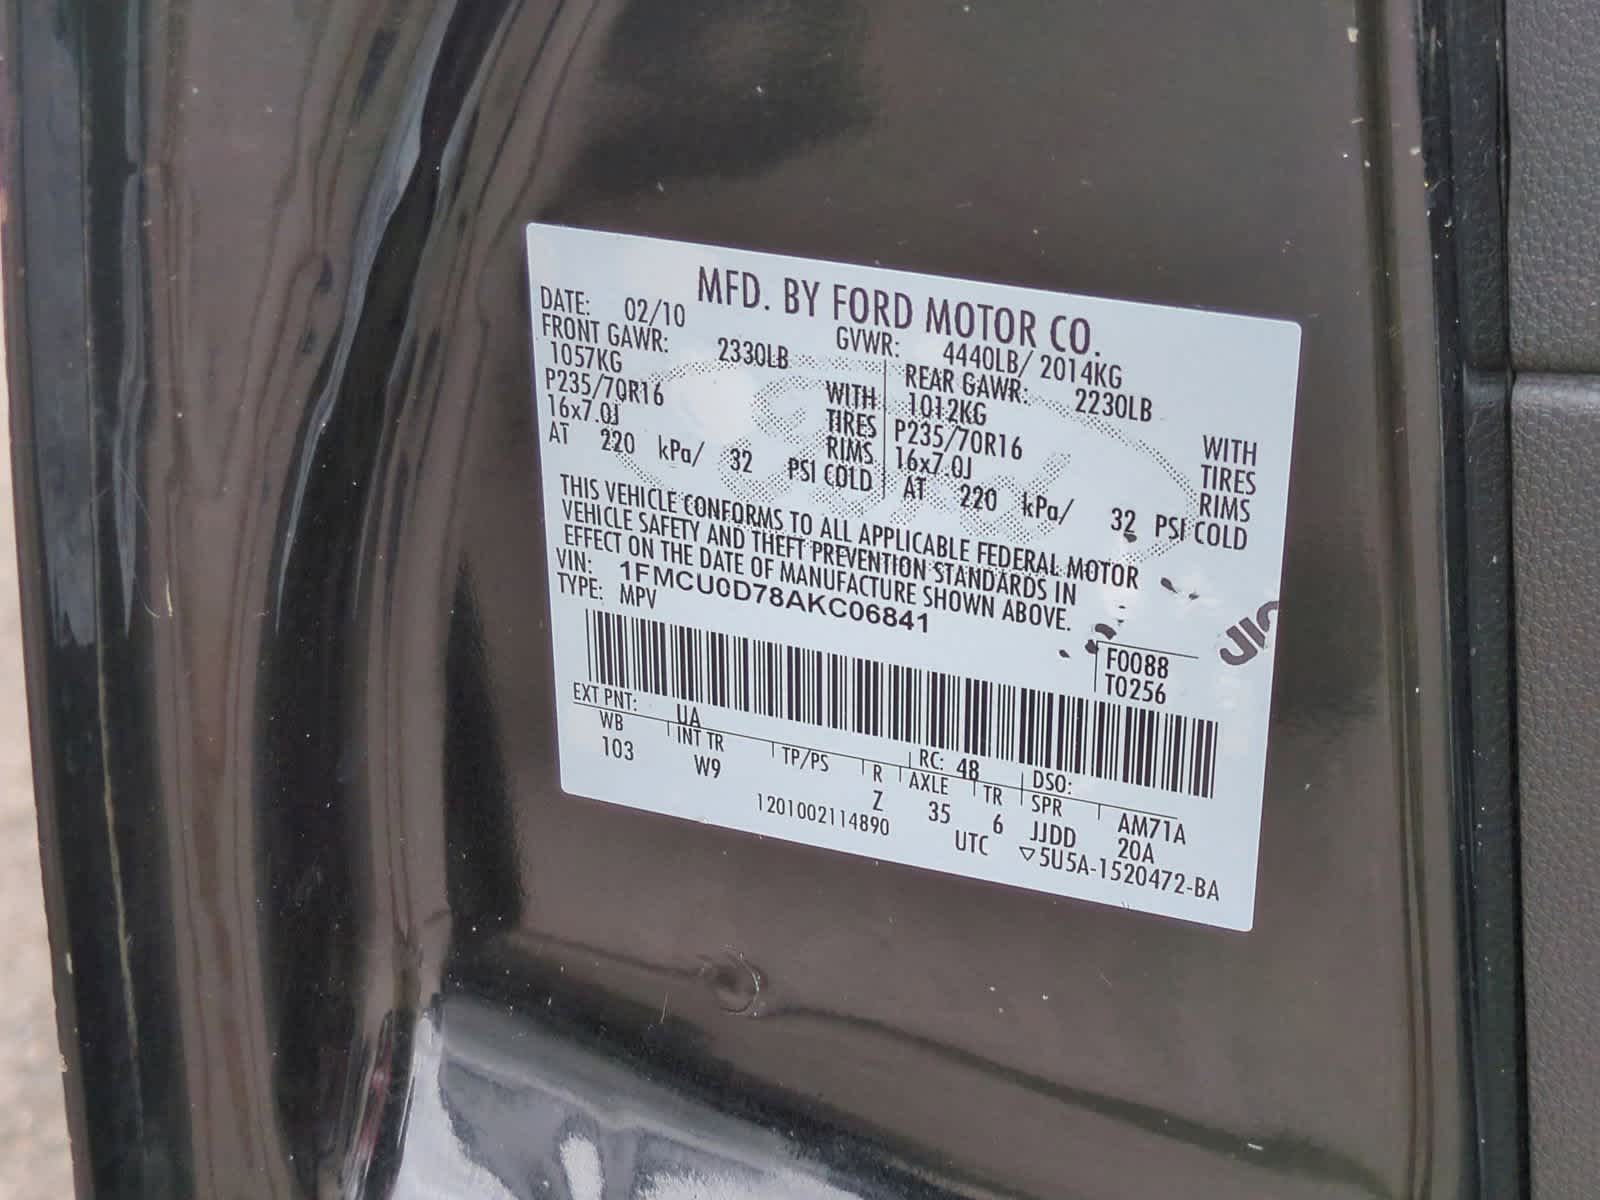 MFD. BY FORD MOTOR CO.
DATE: 02/10 GVWR: 4440LB/ 2014KG
FRONT GAWR: 2330LB REAR GAWR: 2230LB
1057KG WITH 1012KG WITH
P235/70R16 TIRES P235/70R16 TIRES
16x7.0J RIMS 16x7.0J RIMS
AT 220 kPa/ 32 PSI COLD AT 220 kPa/ 32 PSI COLD
THIS VEHICLE CONFORMS TO ALL APPLICABLE FEDERAL MOTOR
VEHICLE SAFETY AND THEFT PREVENTION STANDARDS IN
EFFECT ON THE DATE OF MANUFACTURE SHOWN ABOVE.
VIN: 1FMCU0D78AKC06841
TYPE: MPV
F0088
T0256
EXT PNT: UA RC: 48 DSO:
WB INT TR TP/PS R AXLE TR SPR AM71A
103 W9 Z 35 6 JJDD 20A
1201002114890 UTC ▽5U5A-1520472-BA